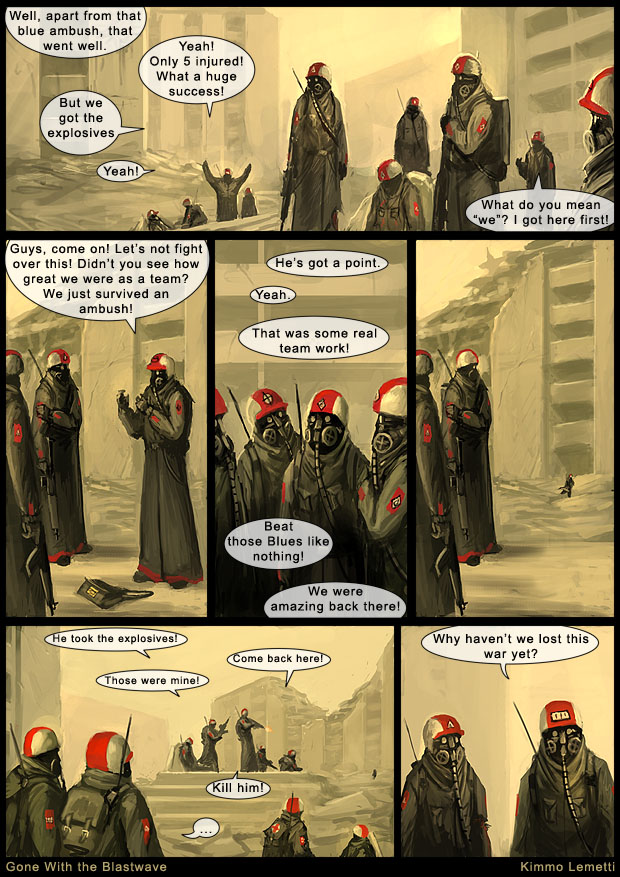 Well, apart from that
blue ambush, that
went well.
Yeah!
Only 5 injured!
What a huge
success!
But we
got the
explosives
Yeah!
What do you mean
“we”? I got here first!
Guys, come on! Let’s not fight
over this! Didn’t you see how
great we were as a team?
We just survived an
ambush!
He’s got a point.
Yeah.
That was some real
team work!
Beat
those Blues like
nothing!
We were
amazing back there!
He took the explosives!
Those were mine!
Come back here!
Kill him!
...
Why haven’t we lost this
war yet?
Gone With the Blastwave
Kimmo Lemetti